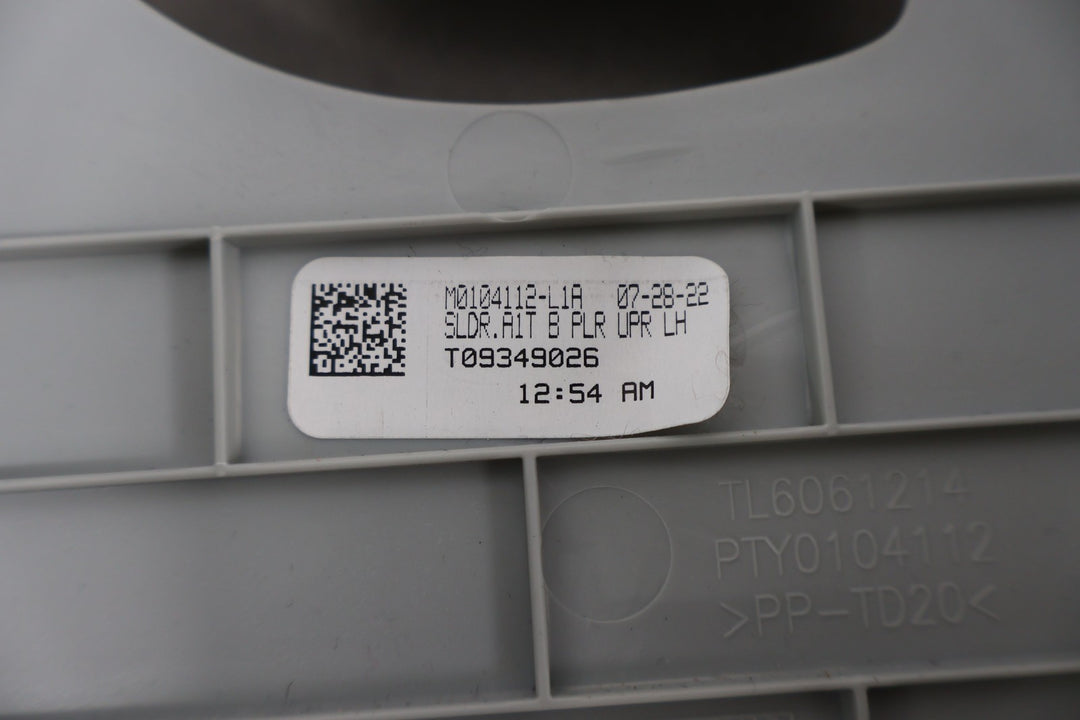 M0104112-L1A 07-28-22
SLDR.A1T B PLR UPR LH
T09349026
12:54 AM
TL6061214
PTY0104112
>PP-TD20<